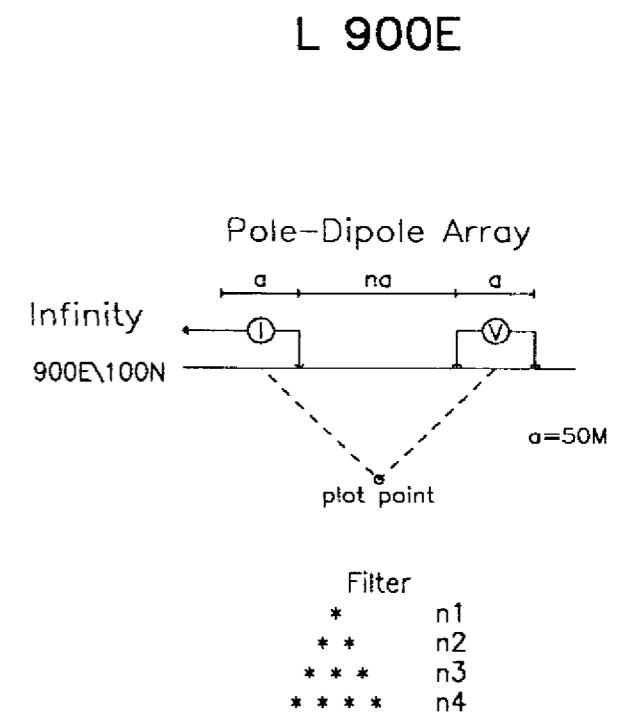 L 900E
Pole-Dipole Array
a na a
Infinity
I V
900E\100N
a=50M
plot point
Filter
* n1
* * n2
* * * n3
* * * * n4